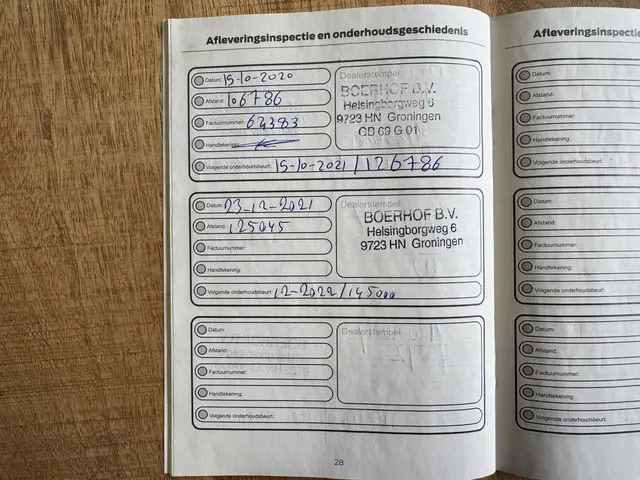 Afleveringsinspectie en onderhoudsgeschiedenis
Datum: 15-10-2020
Afstand: 106786
Factuurnummer: 64383
Handtekening:
Volgende onderhoudsbeurt: 15-10-2021 / 126786
Dealerstempel
BOERHOF B.V.
Helsingborgweg 6
9723 HN Groningen
GB 09 G 01
Datum: 23-12-2021
Afstand: 125045
Factuurnummer:
Handtekening:
Volgende onderhoudsbeurt: 12-2022 / 145000
Dealerstempel
BOERHOF B.V.
Helsingborgweg 6
9723 HN Groningen
Datum:
Afstand:
Factuurnummer:
Handtekening:
Volgende onderhoudsbeurt:
Dealerstempel
28
Afleveringsinspe
Datum:
Afstand:
Factuurnummer:
Handtekening:
Volgende onderhoudsbeurt:
Datum:
Afstand:
Factuurnummer:
Handtekening:
Volgende onderhoudsbeurt:
Datum:
Afstand:
Factuurnummer:
Handtekening:
Volgende onderhoudsbeurt: